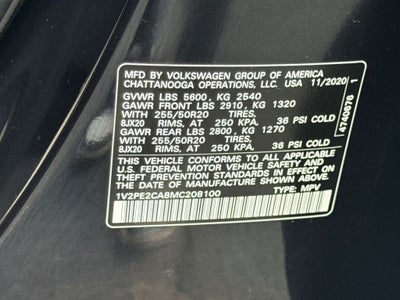 MFD. BY VOLKSWAGEN GROUP OF AMERICA
CHATTANOOGA OPERATIONS, LLC. USA 11/2020
GVWR LBS 5600, KG 2540
GAWR FRONT LBS 2910, KG 1320
WITH 255/50R20
8JX20 RIMS, AT 250 KPA, 36 PSI COLD
GAWR REAR LBS 2800, KG 1270
WITH 255/50R20
8JX20 RIMS, AT 250 KPA. 36 PSI COLD
THIS VEHICLE CONFORMS TO ALL APPLICABLE
U.S. FEDERAL MOTOR VEHICLE SAFETY AND
THEFT PREVENTION STANDARDS IN EFFECT ON
THE DATE OF MANUFACTURE SHOWN ABOVE.
1V2PE2CA8MC208100 TYPE: MPV
4Y40676 1